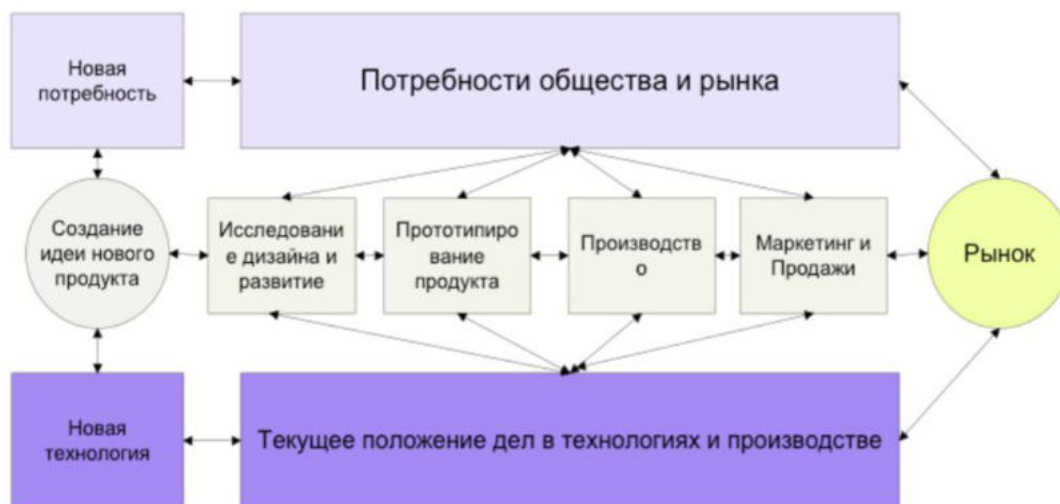 Новая
потребность
Потребности общества и рынка
Создание
идеи нового
продукта
Исследовани
е дизайна и
развитие
Прототипиро
вание
продукта
Производств
о
Маркетинг и
Продажи
Рынок
Новая
технология
Текущее положение дел в технологиях и производстве